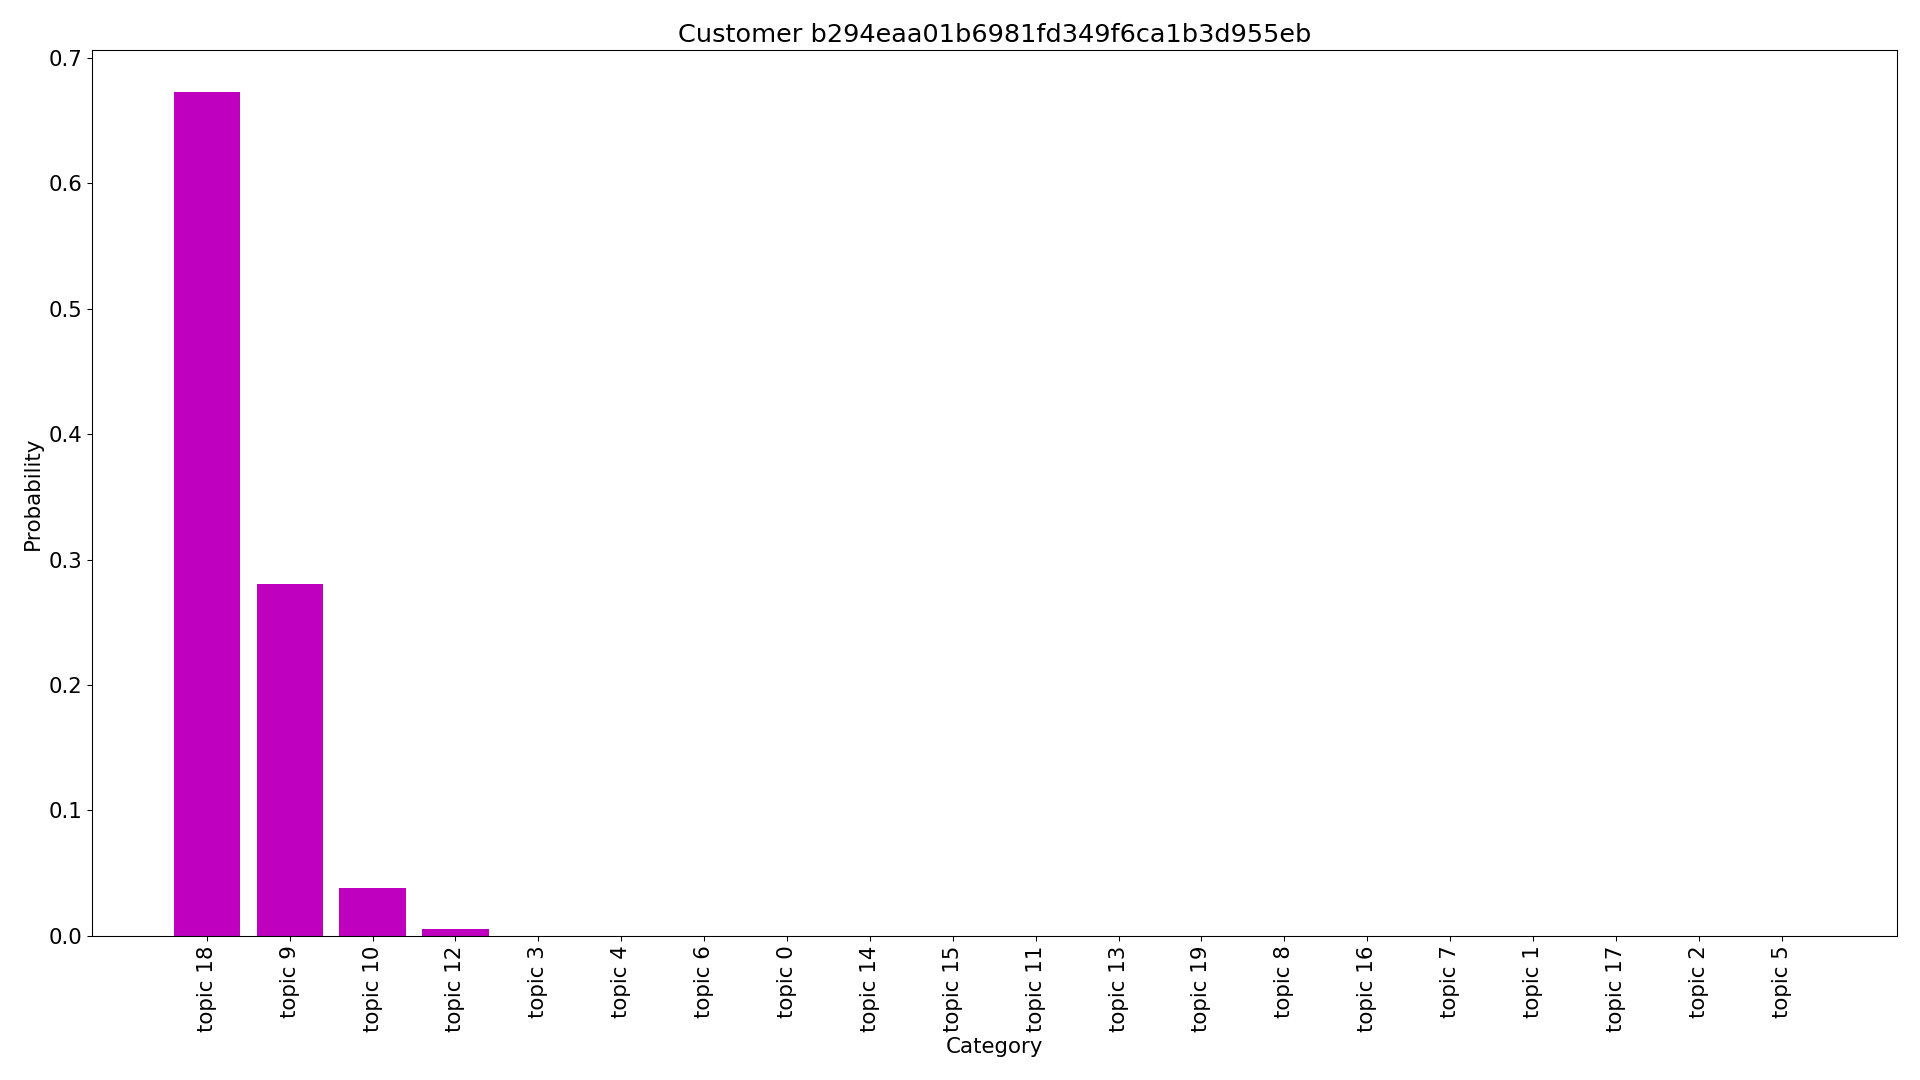 Customer b294eaa01b6981fd349f6ca1b3d955eb
0.7
0.6
0.5
0.4
0.3
0.2
0.1
0.0
Probability
topic 18
topic 9
topic 10
topic 12
topic 3
topic 4
topic 6
topic 0
topic 14
topic 15
topic 11
topic 13
topic 19
topic 8
topic 16
topic 7
topic 1
topic 17
topic 2
topic 5
Category